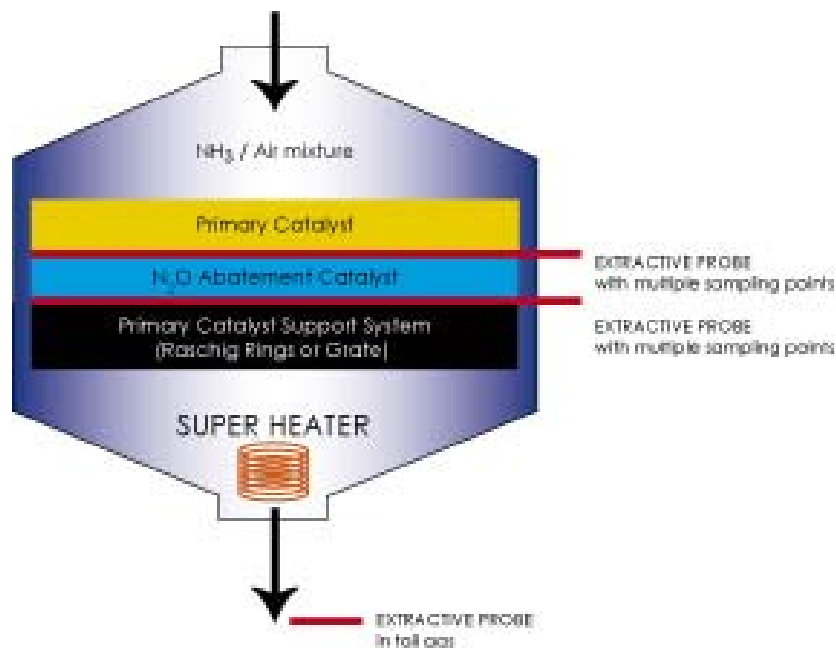 NH₃ / Air mixture
Primary Catalyst
N₂O Abatement Catalyst
EXTRACTIVE PROBE
with multiple sampling points
Primary Catalyst Support System
(Raschig Rings or Grate)
EXTRACTIVE PROBE
with multiple sampling points
SUPER HEATER
EXTRACTIVE PROBE
in tail gas